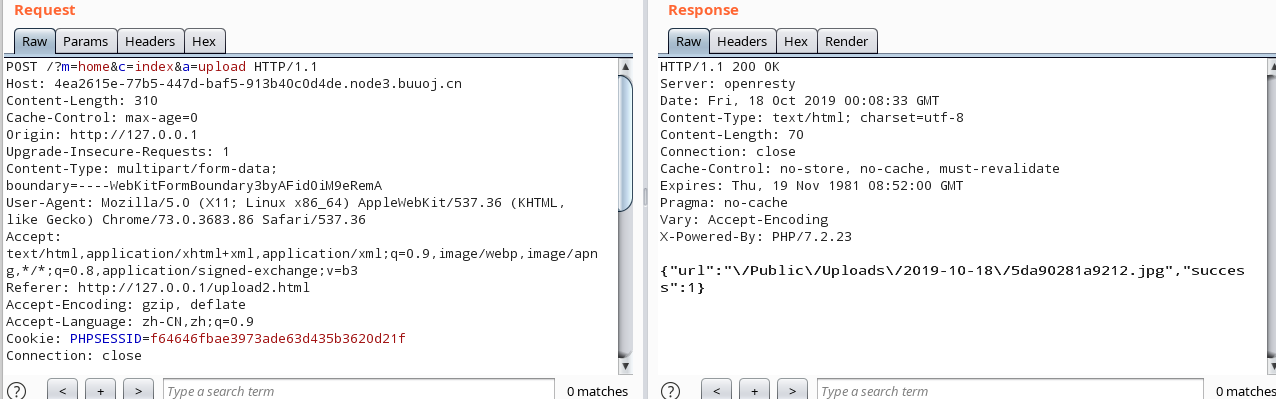 Request
Raw Params Headers Hex
POST /?m=home&c=index&a=upload HTTP/1.1
Host: 4ea2615e-77b5-447d-baf5-913b40c0d4de.node3.buuoj.cn
Content-Length: 310
Cache-Control: max-age=0
Origin: http://127.0.0.1
Upgrade-Insecure-Requests: 1
Content-Type: multipart/form-data;
boundary=----WebKitFormBoundary3byAFid0iM9eRemA
User-Agent: Mozilla/5.0 (X11; Linux x86_64) AppleWebKit/537.36 (KHTML,
like Gecko) Chrome/73.0.3683.86 Safari/537.36
Accept:
text/html,application/xhtml+xml,application/xml;q=0.9,image/webp,image/apn
g,*/*;q=0.8,application/signed-exchange;v=b3
Referer: http://127.0.0.1/upload2.html
Accept-Encoding: gzip, deflate
Accept-Language: zh-CN,zh;q=0.9
Cookie: PHPSESSID=f64646fbae3973ade63d435b3620d21f
Connection: close
? < + > Type a search term 0 matches
Response
Raw Headers Hex Render
HTTP/1.1 200 OK
Server: openresty
Date: Fri, 18 Oct 2019 00:08:33 GMT
Content-Type: text/html; charset=utf-8
Content-Length: 70
Connection: close
Cache-Control: no-store, no-cache, must-revalidate
Expires: Thu, 19 Nov 1981 08:52:00 GMT
Pragma: no-cache
Vary: Accept-Encoding
X-Powered-By: PHP/7.2.23
{"url":"\/Public\/Uploads\/2019-10-18\/5da90281a9212.jpg","succes
s":1}
? < + > Type a search term 0 matches